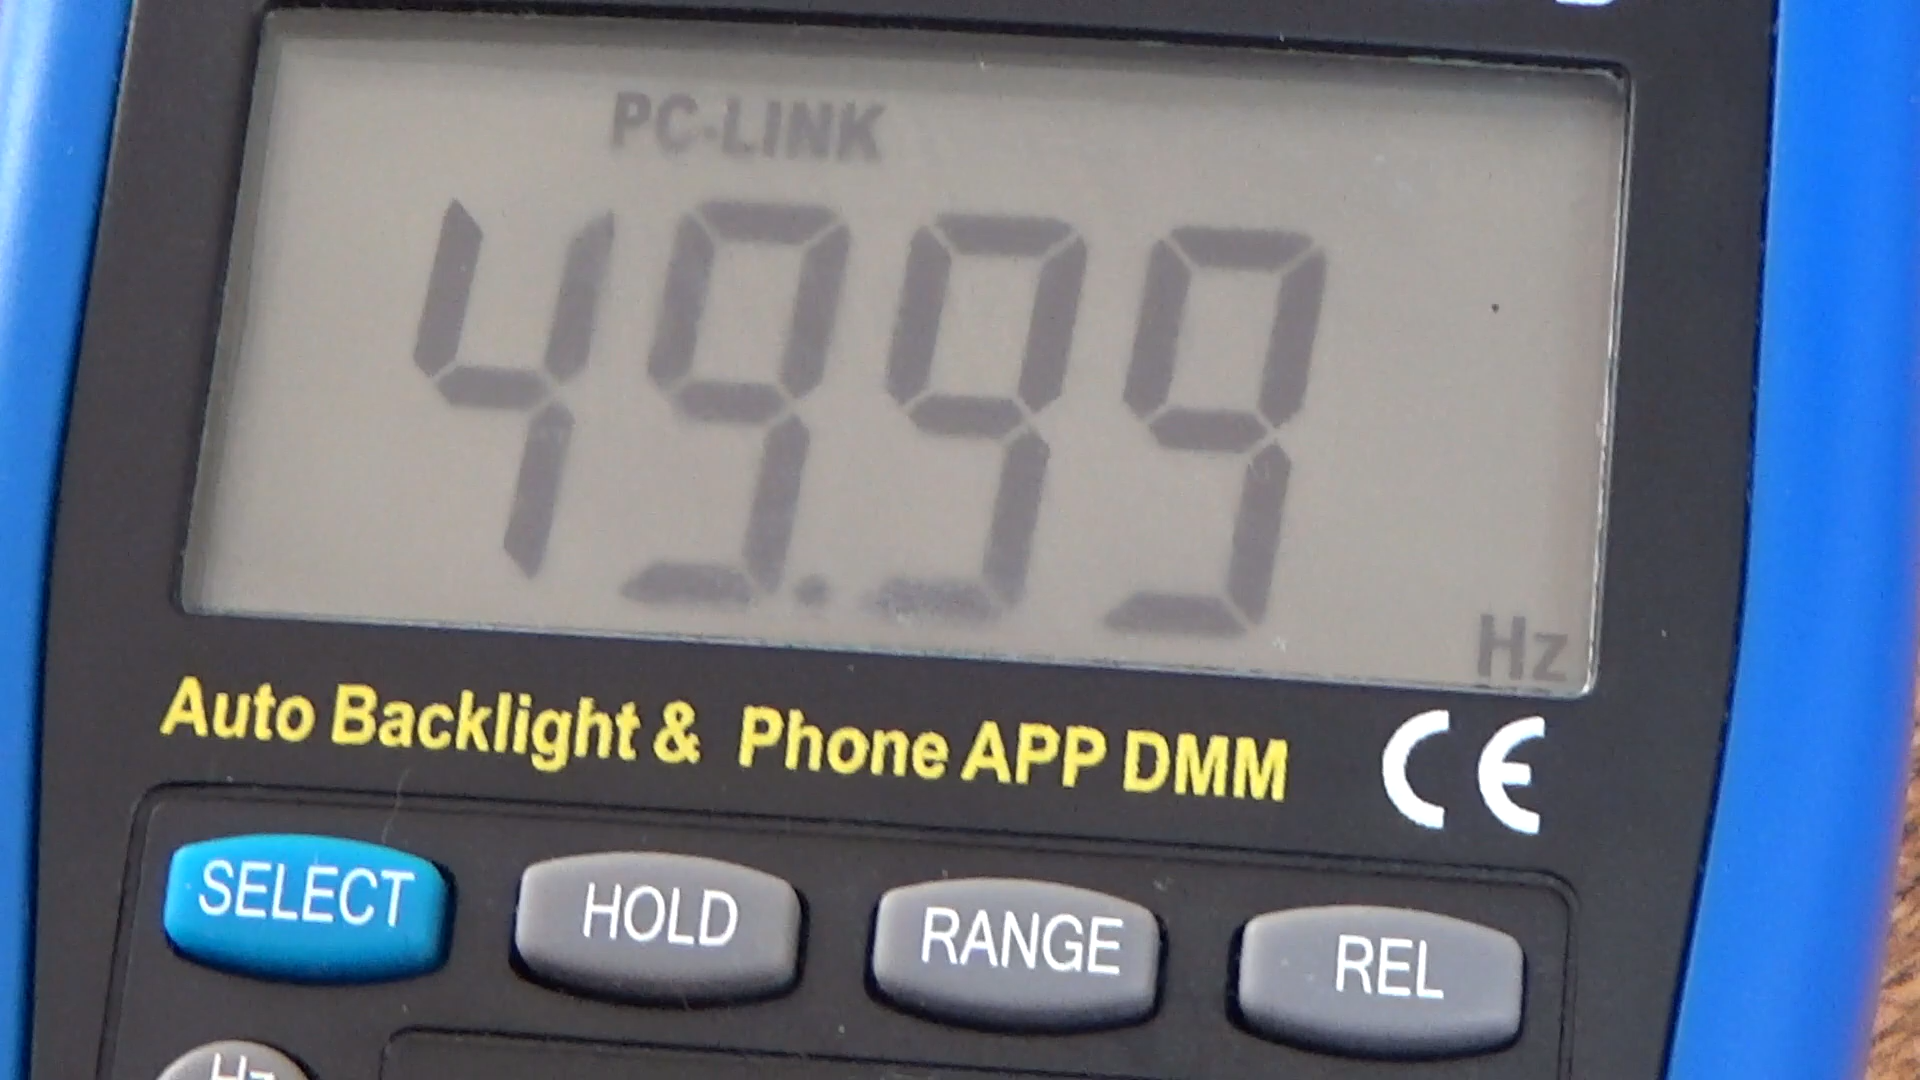 PC-LINK
49.99
Hz
Auto Backlight & Phone APP DMM CE
SELECT HOLD RANGE REL
Hz